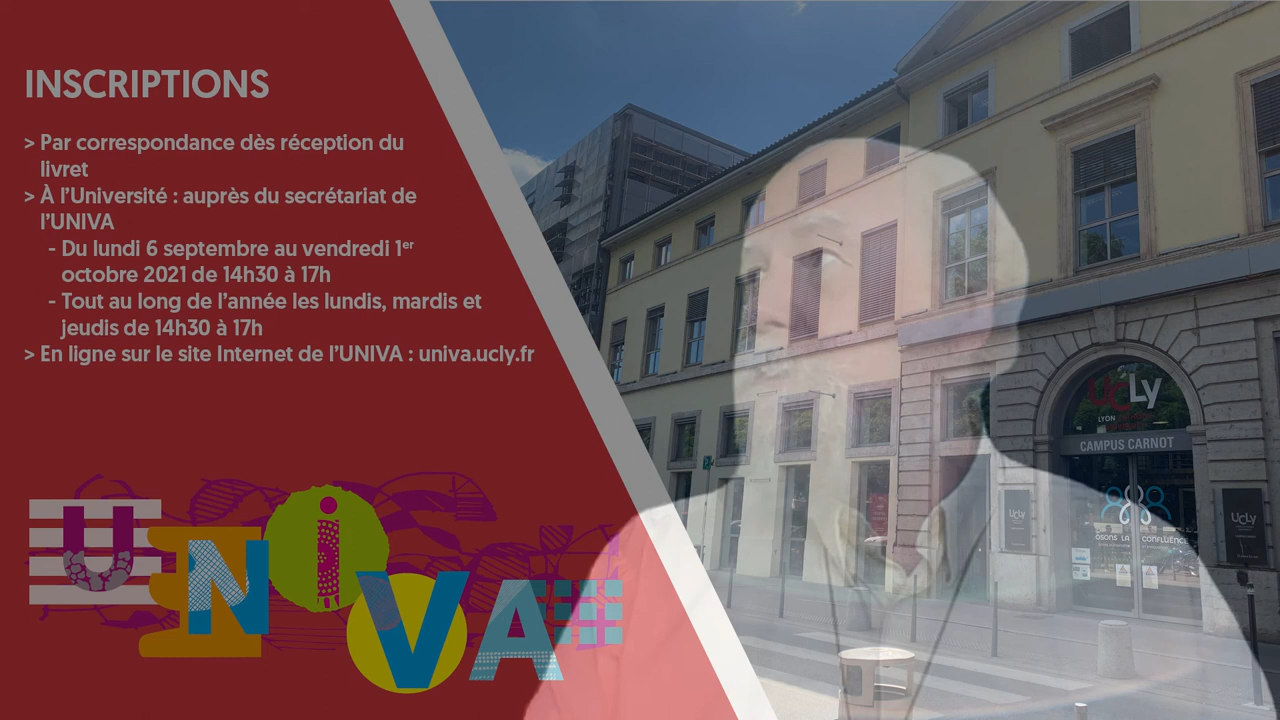 INSCRIPTIONS
> Par correspondance dès réception du
livret
> À l'Université : auprès du secrétariat de
l'UNIVA
- Du lundi 6 septembre au vendredi 1er
octobre 2021 de 14h30 à 17h
- Tout au long de l'année les lundis, mardis et
jeudis de 14h30 à 17h
> En ligne sur le site Internet de l'UNIVA : univa.ucly.fr
UNiVA
UCLy
LYON
CAMPUS CARNOT
OSONS LA CONFLUENCE
UCLy
UCLy